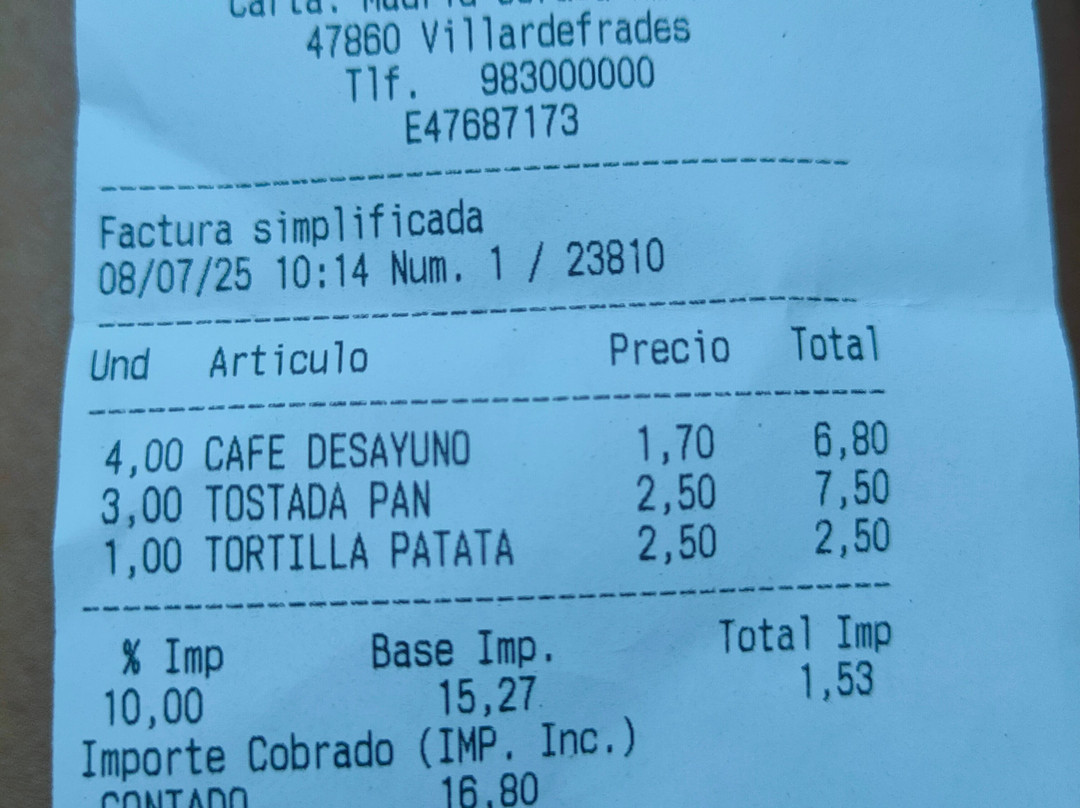 47860 Villardefrades
Tlf. 983000000
E47687173
Factura simplificada
08/07/25 10:14 Num. 1 / 23810
Und Articulo Precio Total
4,00 CAFE DESAYUNO 1,70 6,80
3,00 TOSTADA PAN 2,50 7,50
1,00 TORTILLA PATATA 2,50 2,50
% Imp Base Imp. Total Imp
10,00 15,27 1,53
Importe Cobrado (IMP. Inc.)
CONTADO 16,80